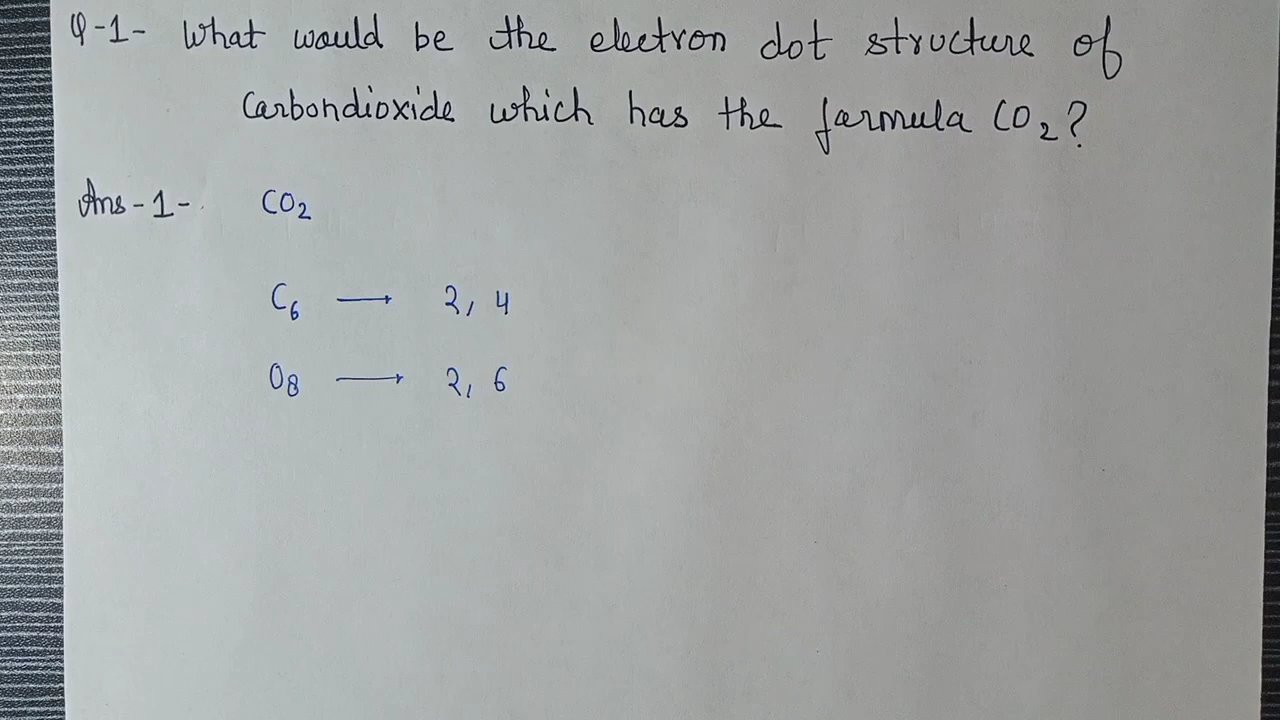 Q-1- What would be the electron dot structure of
Carbondioxide which has the farmula CO₂?
Ans-1-. CO₂
C₆ → 2, 4
O₈ → 2, 6